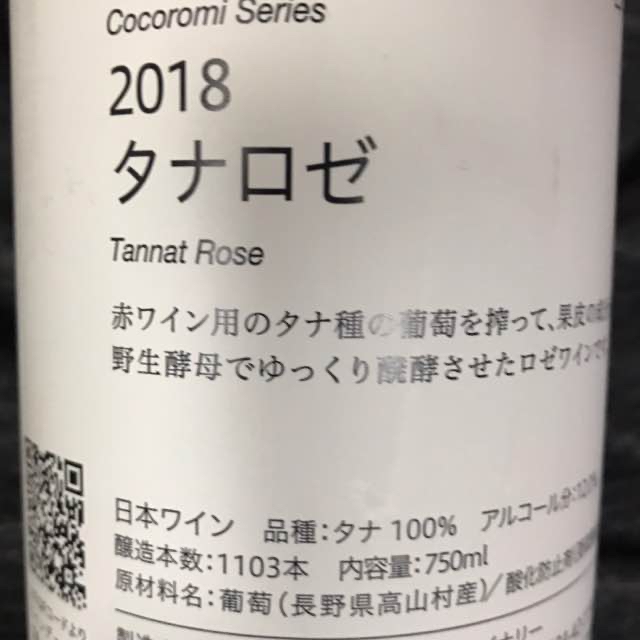 Cocoromi Series
2018
タナロゼ
Tannat Rose
赤ワイン用のタナ種の葡萄を搾って、果皮の
野生酵母でゆっくり醗酵させたロゼワインで
日本ワイン 品種:タナ 100% アルコール分:
醸造本数:1103本 内容量:750ml
原材料名:葡萄(長野県高山村産)/酸化防止剤